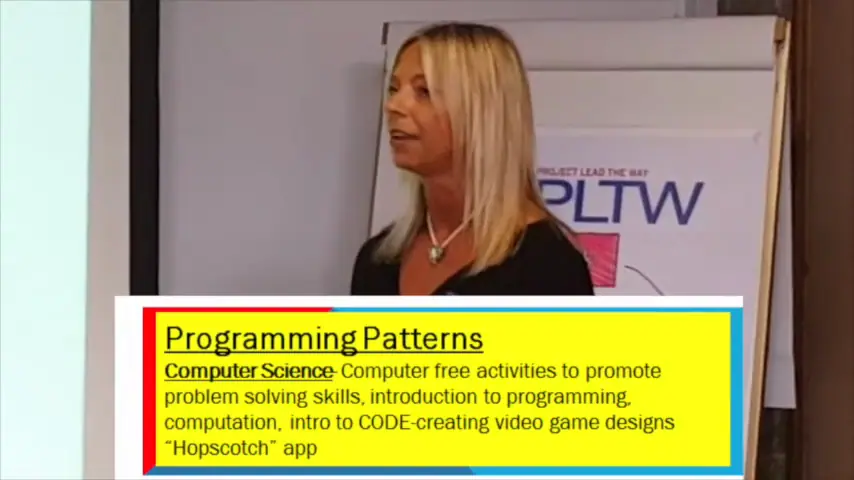 PROJECT LEAD THE WAY
PLTW
Programming Patterns
Computer Science- Computer free activities to promote
problem solving skills, introduction to programming,
computation, intro to CODE-creating video game designs
“Hopscotch” app